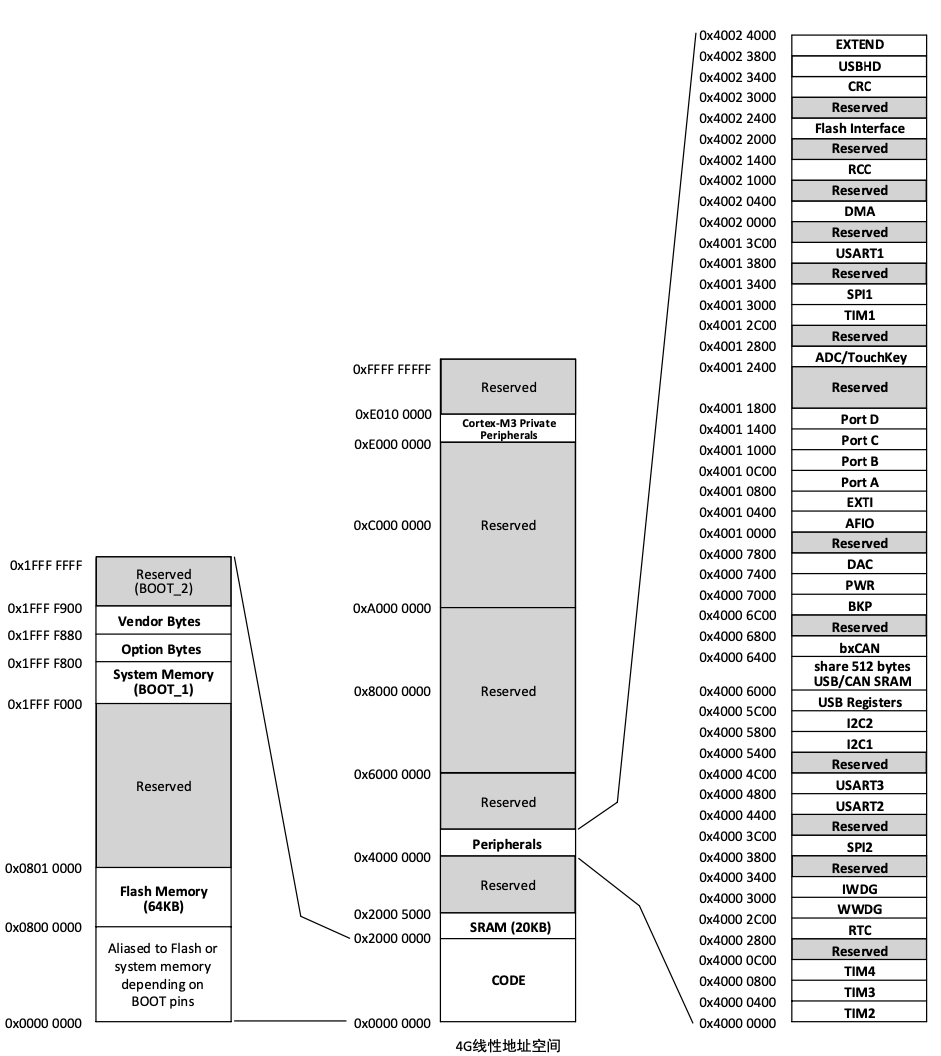 0x1FFF FFFF
Reserved
(BOOT_2)
0x1FFF F900
Vendor Bytes
0x1FFF F880
Option Bytes
0x1FFF F800
System Memory
(BOOT_1)
0x1FFF F000
Reserved
0x0801 0000
Flash Memory
(64KB)
0x0800 0000
Aliased to Flash or
system memory
depending on
BOOT pins
0x0000 0000
0xFFFF FFFFF
Reserved
0xE010 0000
Cortex-M3 Private
Peripherals
0xE000 0000
0xC000 0000
Reserved
0xA000 0000
0x8000 0000
Reserved
0x6000 0000
Reserved
Peripherals
0x4000 0000
Reserved
0x2000 5000
SRAM (20KB)
0x2000 0000
CODE
0x0000 0000
4G线性地址空间
0x4002 4000
EXTEND
0x4002 3800
USBHD
0x4002 3400
CRC
0x4002 3000
Reserved
0x4002 2400
Flash Interface
0x4002 2000
Reserved
0x4002 1400
RCC
0x4002 1000
Reserved
0x4002 0400
DMA
0x4002 0000
Reserved
0x4001 3C00
USART1
0x4001 3800
Reserved
0x4001 3400
SPI1
0x4001 3000
TIM1
0x4001 2C00
Reserved
0x4001 2800
ADC/TouchKey
0x4001 2400
Reserved
0x4001 1800
Port D
0x4001 1400
Port C
0x4001 1000
Port B
0x4001 0C00
Port A
0x4001 0800
EXTI
0x4001 0400
AFIO
0x4001 0000
Reserved
0x4000 7800
DAC
0x4000 7400
PWR
0x4000 7000
BKP
0x4000 6C00
Reserved
0x4000 6800
bxCAN
0x4000 6400
share 512 bytes
USB/CAN SRAM
0x4000 6000
USB Registers
0x4000 5C00
I2C2
0x4000 5800
I2C1
0x4000 5400
Reserved
0x4000 4C00
USART3
0x4000 4800
USART2
0x4000 4400
Reserved
0x4000 3C00
SPI2
0x4000 3800
Reserved
0x4000 3400
IWDG
0x4000 3000
WWDG
0x4000 2C00
RTC
0x4000 2800
Reserved
0x4000 0C00
TIM4
0x4000 0800
TIM3
0x4000 0400
TIM2
0x4000 0000